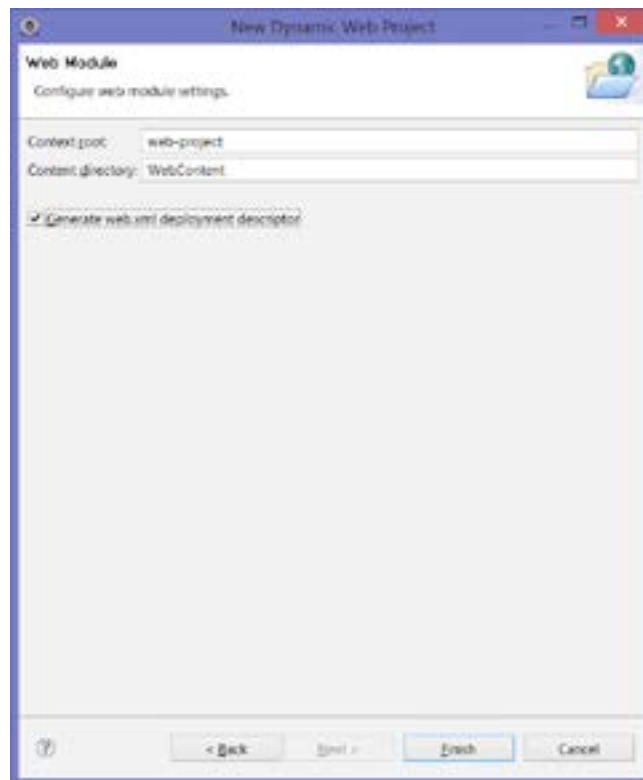 New Dynamic Web Project
Web Module
Configure web module settings.
Context root: web-project
Content directory: WebContent
Generate web.xml deployment descriptor
?
< Back Next > Finish Cancel